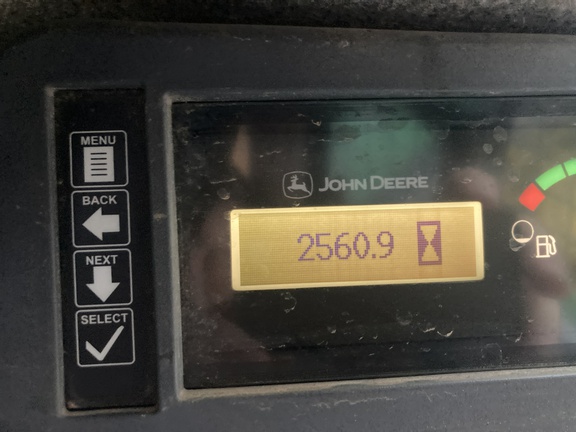 MENU
BACK
NEXT
SELECT
JOHN DEERE
2560.9